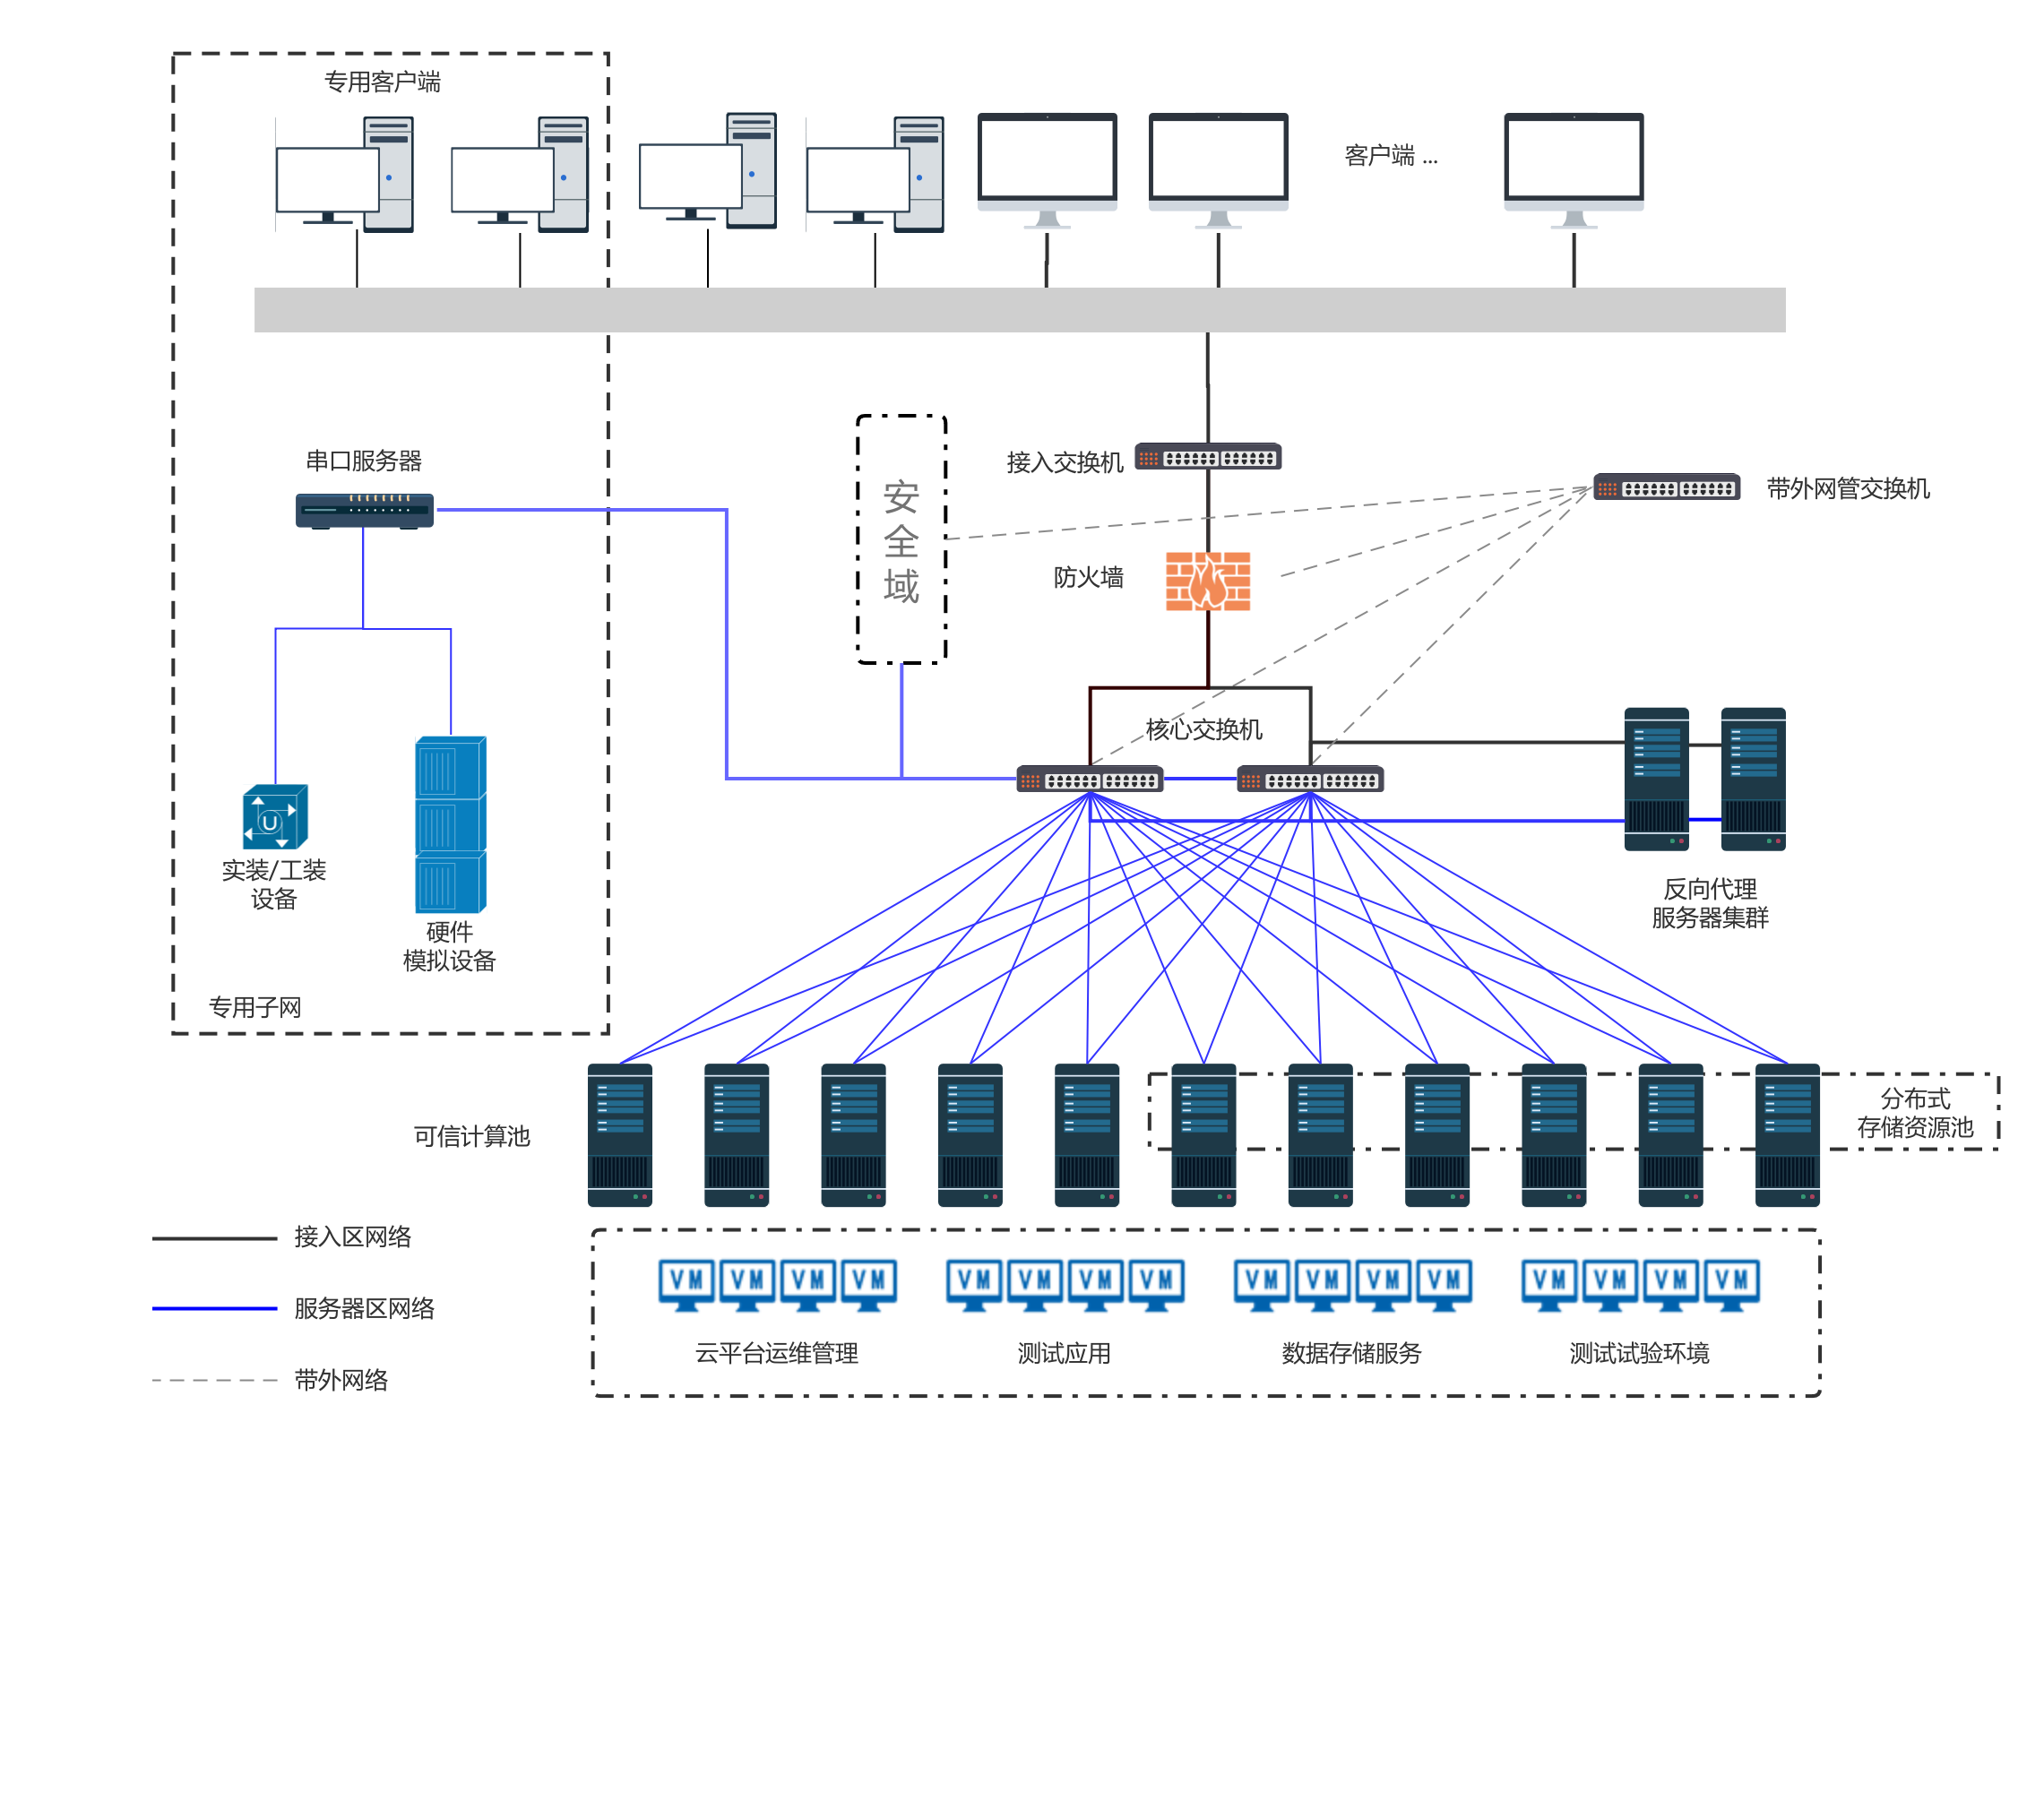 专用客户端
客户端 ...
串口服务器
安
全
域
接入交换机
带外网管交换机
防火墙
核心交换机
实装/工装
设备
硬件
模拟设备
反向代理
服务器集群
专用子网
可信计算池
分布式
存储资源池
接入区网络
服务器区网络
带外网络
VM VM VM VM
VM VM VM VM
VM VM VM VM
VM VM VM VM
云平台运维管理
测试应用
数据存储服务
测试试验环境
U